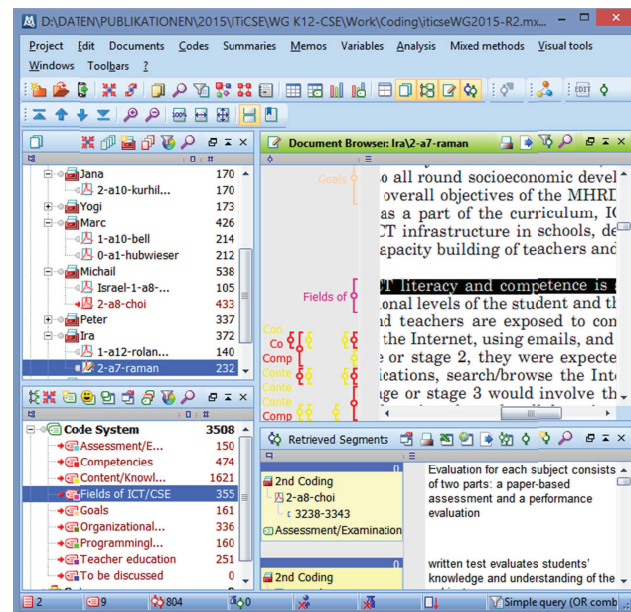 D:\DATEN\PUBLIKATIONEN\2015\ITiCSE\WG K12-CSE\Work\Coding\iticseWG2015-R2.mx...
Project Edit Documents Codes Summaries Memos Variables Analysis Mixed methods Visual tools
Windows Toolbars ?
100%
EDIT
Jana 170
2-a10-kurhil... 170
Yogi 173
Marc 426
1-a10-bell 214
0-a1-hubwieser 212
Michail 538
Israel-1-a8-... 105
2-a8-choi 433
Peter 337
Ira 372
1-a12-rolan... 140
2-a7-raman 232
Document Browser: Ira\2-a7-raman
Goals
Fields of
Con
Co
Comp
Conte
Conte
Conte
Comp
o all round socioeconomic devel
overall objectives of the MHRD
as a part of the curriculum, IC
CT infrastructure in schools, de
apacity building of teachers and
CT literacy and competence is
onal levels of the student and th
nd teachers are exposed to con
the Internet, using emails, and
e or stage 2, they were expecte
ications, search/browse the Inte
age or stage 3 would involve th
Code System 3508
Assessment/E... 150
Competencies 474
Content/Knowl... 1621
Fields of ICT/CSE 355
Goals 161
Organizational... 336
Programmingl... 160
Teacher education 251
To be discussed 0
Retrieved Segments
0
2nd Coding
2-a8-choi
3238-3343
Assessment/Examination
Evaluation for each subject consists
of two parts: a paper-based
assessment and a performance
evaluation
0
2nd Coding
written test evaluates students'
knowledge and understanding of the
2
9
804
0
Simple query (OR comb